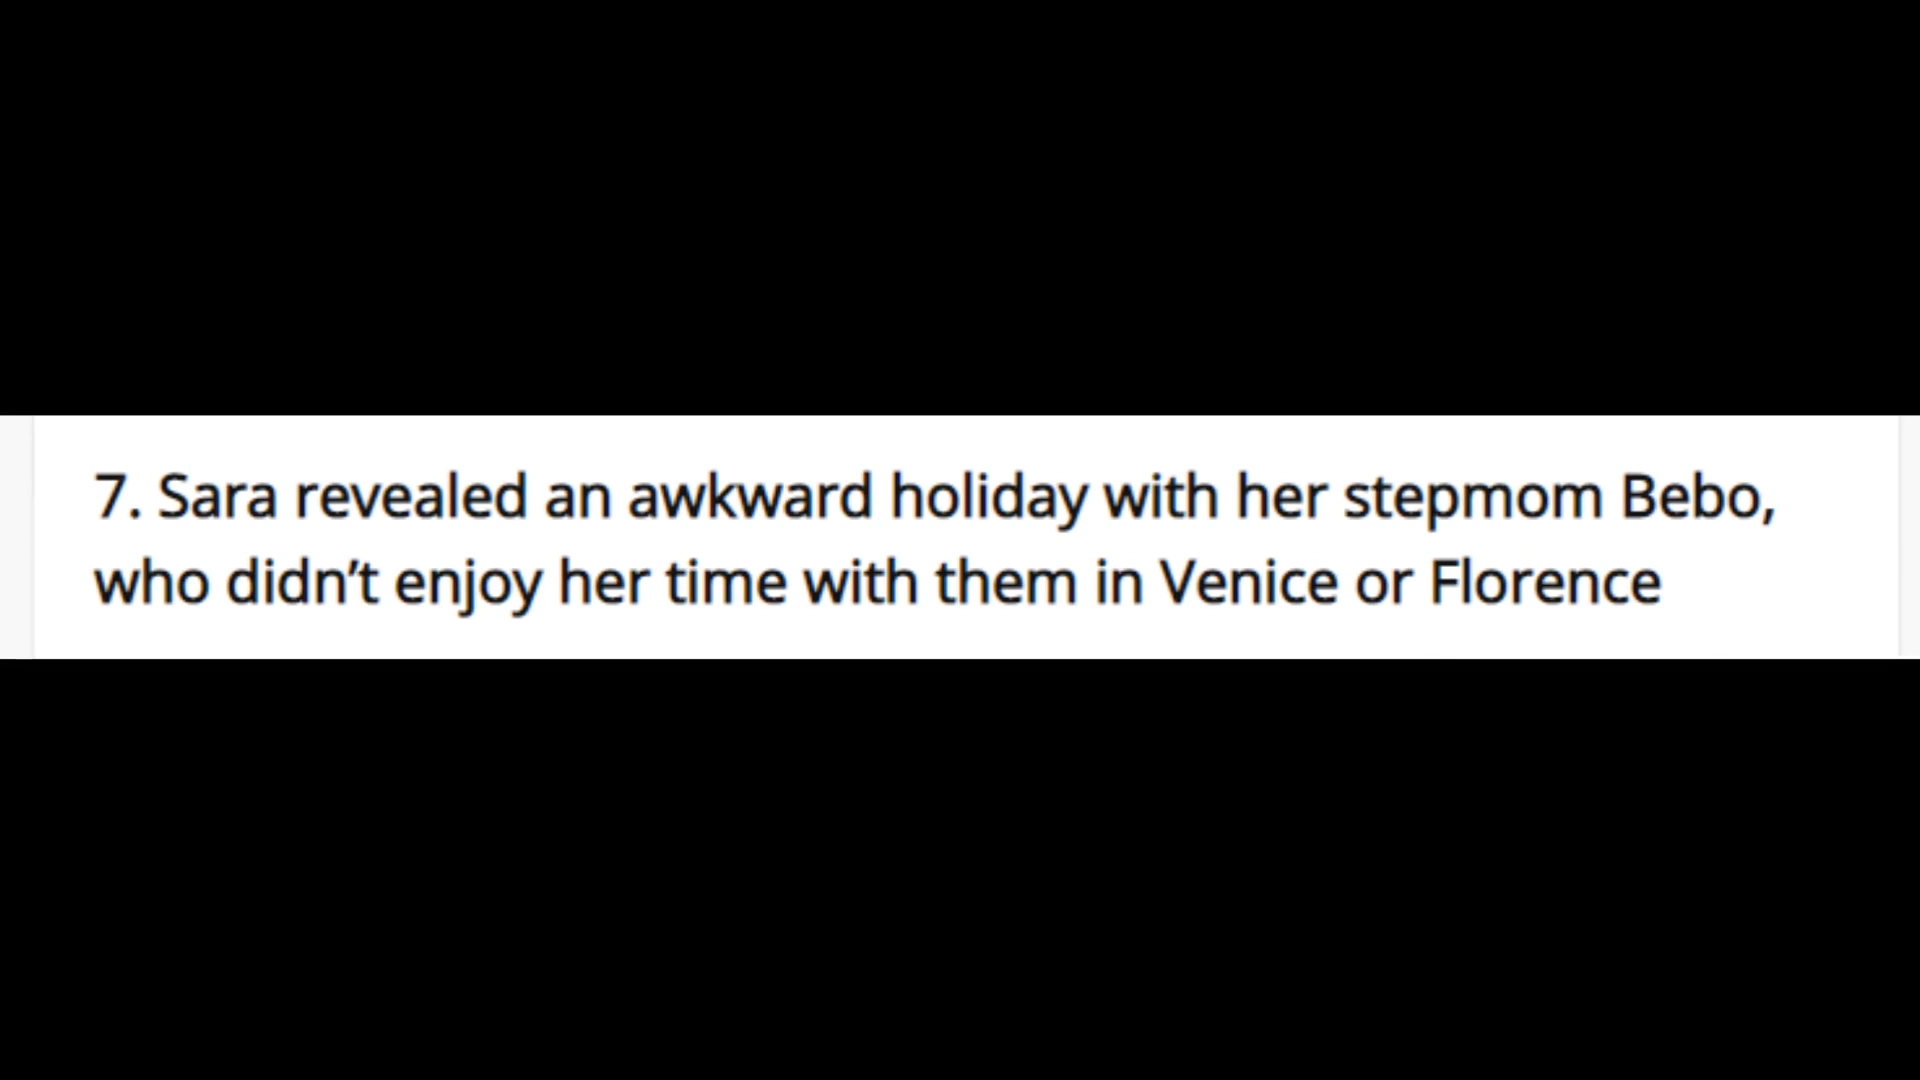 7. Sara revealed an awkward holiday with her stepmom Bebo,
who didn’t enjoy her time with them in Venice or Florence